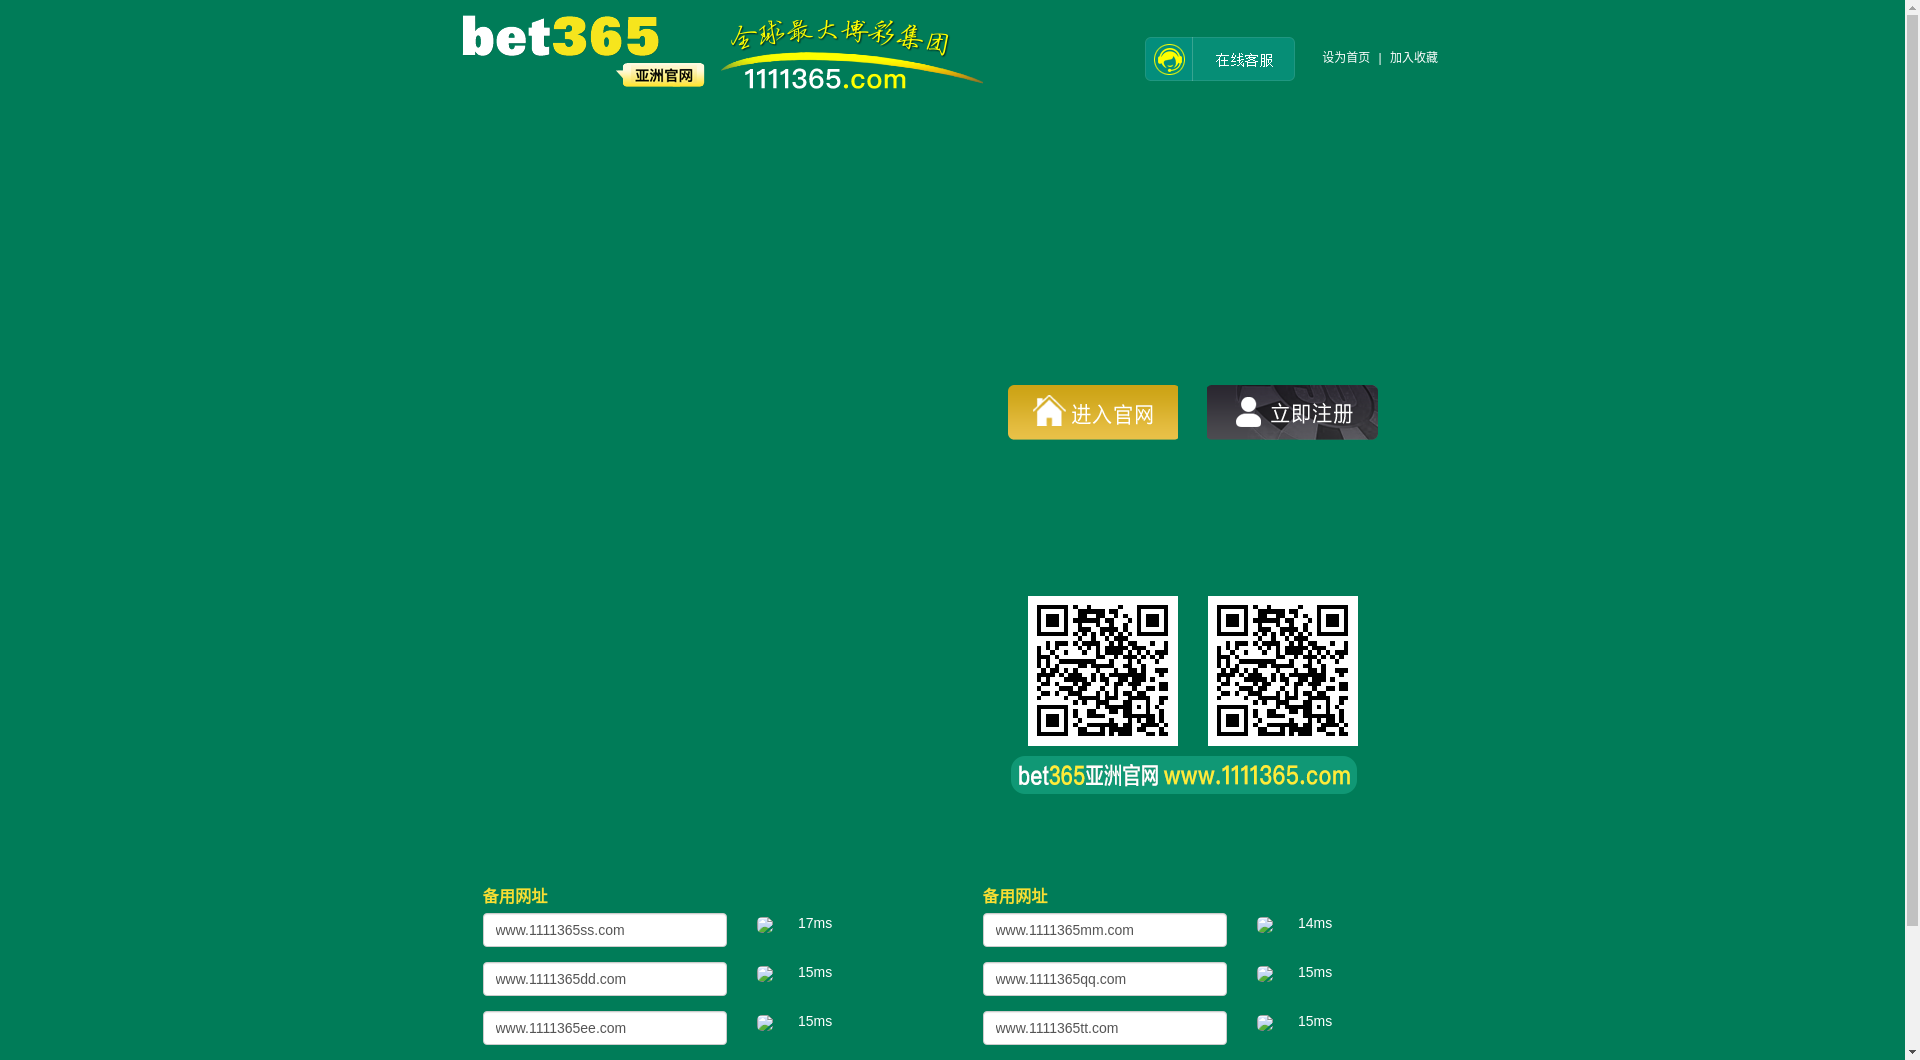 bet365
亚洲官网
全球最大博彩集团
1111365.com
在线客服
设为首页 | 加入收藏
进入官网
立即注册
bet365亚洲官网 www.1111365.com
备用网址
www.1111365ss.com 17ms
www.1111365dd.com 15ms
www.1111365ee.com 15ms
备用网址
www.1111365mm.com 14ms
www.1111365qq.com 15ms
www.1111365tt.com 15ms